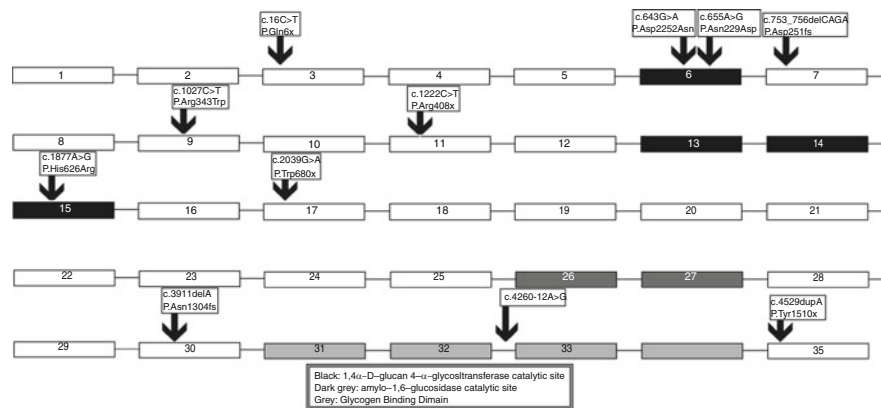 c.16C>T
P.Gln6x
c.643G>A
P.Asp2252Asn
c.655A>G
P.Asn229Asp
c.753_756delCAGA
P.Asp251fs
1 2 3 4 5 6 7
c.1027C>T
P.Arg343Trp
c.1222C>T
P.Arg408x
8 9 10 11 12 13 14
c.1877A>G
P.His626Arg
c.2039G>A
P.Trp680x
15 16 17 18 19 20 21
22 23 24 25 26 27 28
c.3911delA
P.Asn1304fs
c.4260-12A>G
c.4529dupA
P.Tyr1510x
29 30 31 32 33 35
Black: 1,4α-D-glucan 4-α-glycosltransferase catalytic site
Dark grey: amylo-1,6-glucosidase catalytic site
Grey: Glycogen Binding Dimain